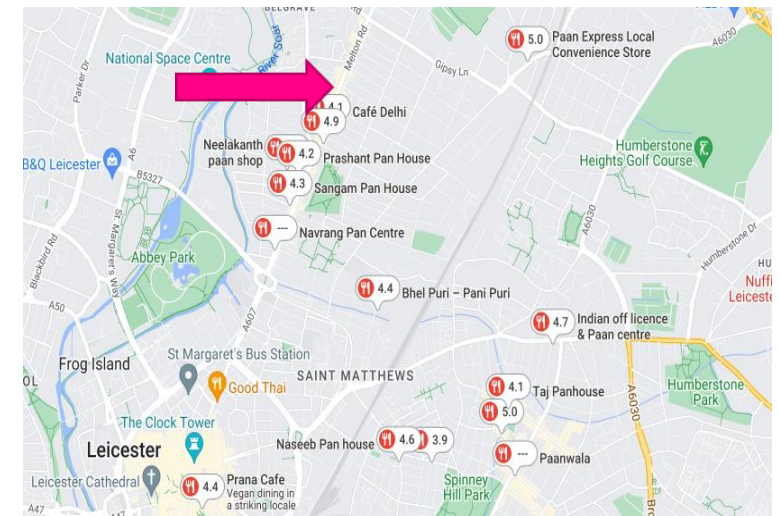 BELGRAVE
National Space Centre
River Soar
Melton Rd
5.0
Paan Express Local
Convenience Store
A6030
Gipsy Ln
Parker Dr
4.1
4.9
Café Delhi
A6
B&Q Leicester
Neelakanth
paan shop
4.2
Prashant Pan House
Humberstone
Heights Golf Course
B5327
4.3
Sangam Pan House
St Margaret's Way
--- Navrang Pan Centre
A6030
Humberstone Dr
Blackbird Rd
Abbey Park
HU
Nuffi
Leiceste
4.4
Bhel Puri – Pani Puri
A50
A607
4.7
Indian off licence
& Paan centre
Frog Island
St Margaret's Bus Station
SAINT MATTHEWS
OL
Good Thai
4.1
Taj Panhouse
5.0
A6030
Humberstone
Park
The Clock Tower
Leicester
Naseeb Pan house
4.6
3.9
--- Paanwala
Bro
Leicester Cathedral
4.4
Prana Cafe
Vegan dining in
a striking locale
Spinney
Hill Park
A47